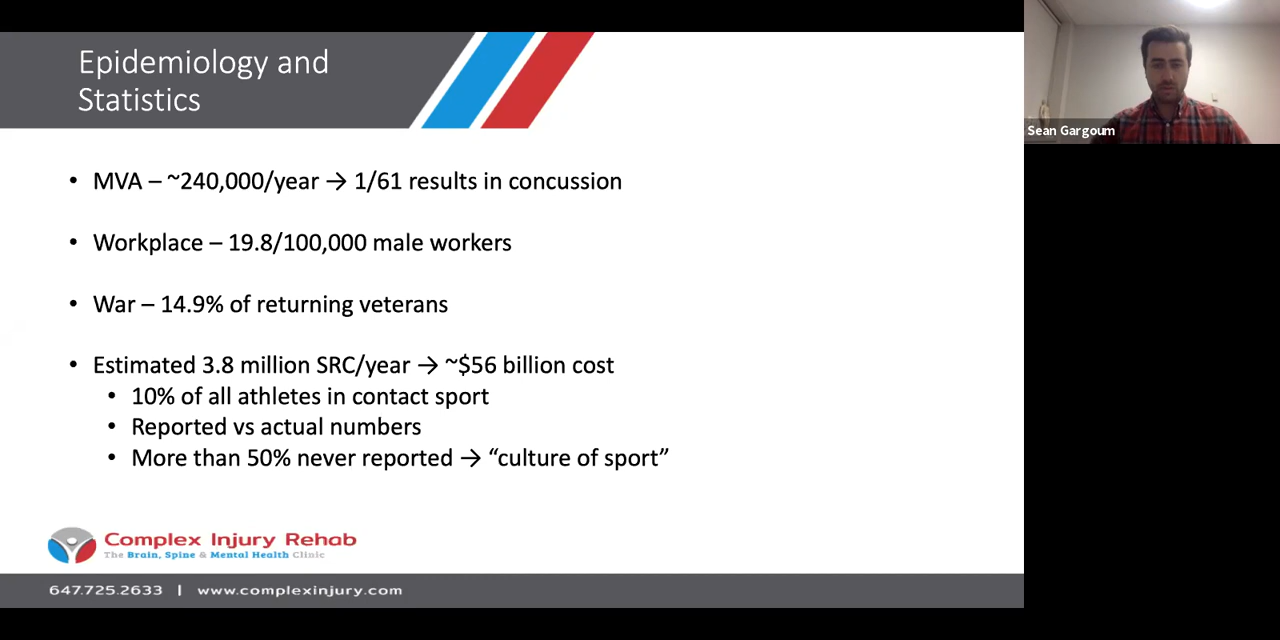 Epidemiology and
Statistics
Sean Gargoum
• MVA – ~240,000/year → 1/61 results in concussion
• Workplace – 19.8/100,000 male workers
• War – 14.9% of returning veterans
• Estimated 3.8 million SRC/year → ~$56 billion cost
• 10% of all athletes in contact sport
• Reported vs actual numbers
• More than 50% never reported → “culture of sport”
Complex Injury Rehab
The Brain, Spine & Mental Health Clinic
647.725.2633 | www.complexinjury.com